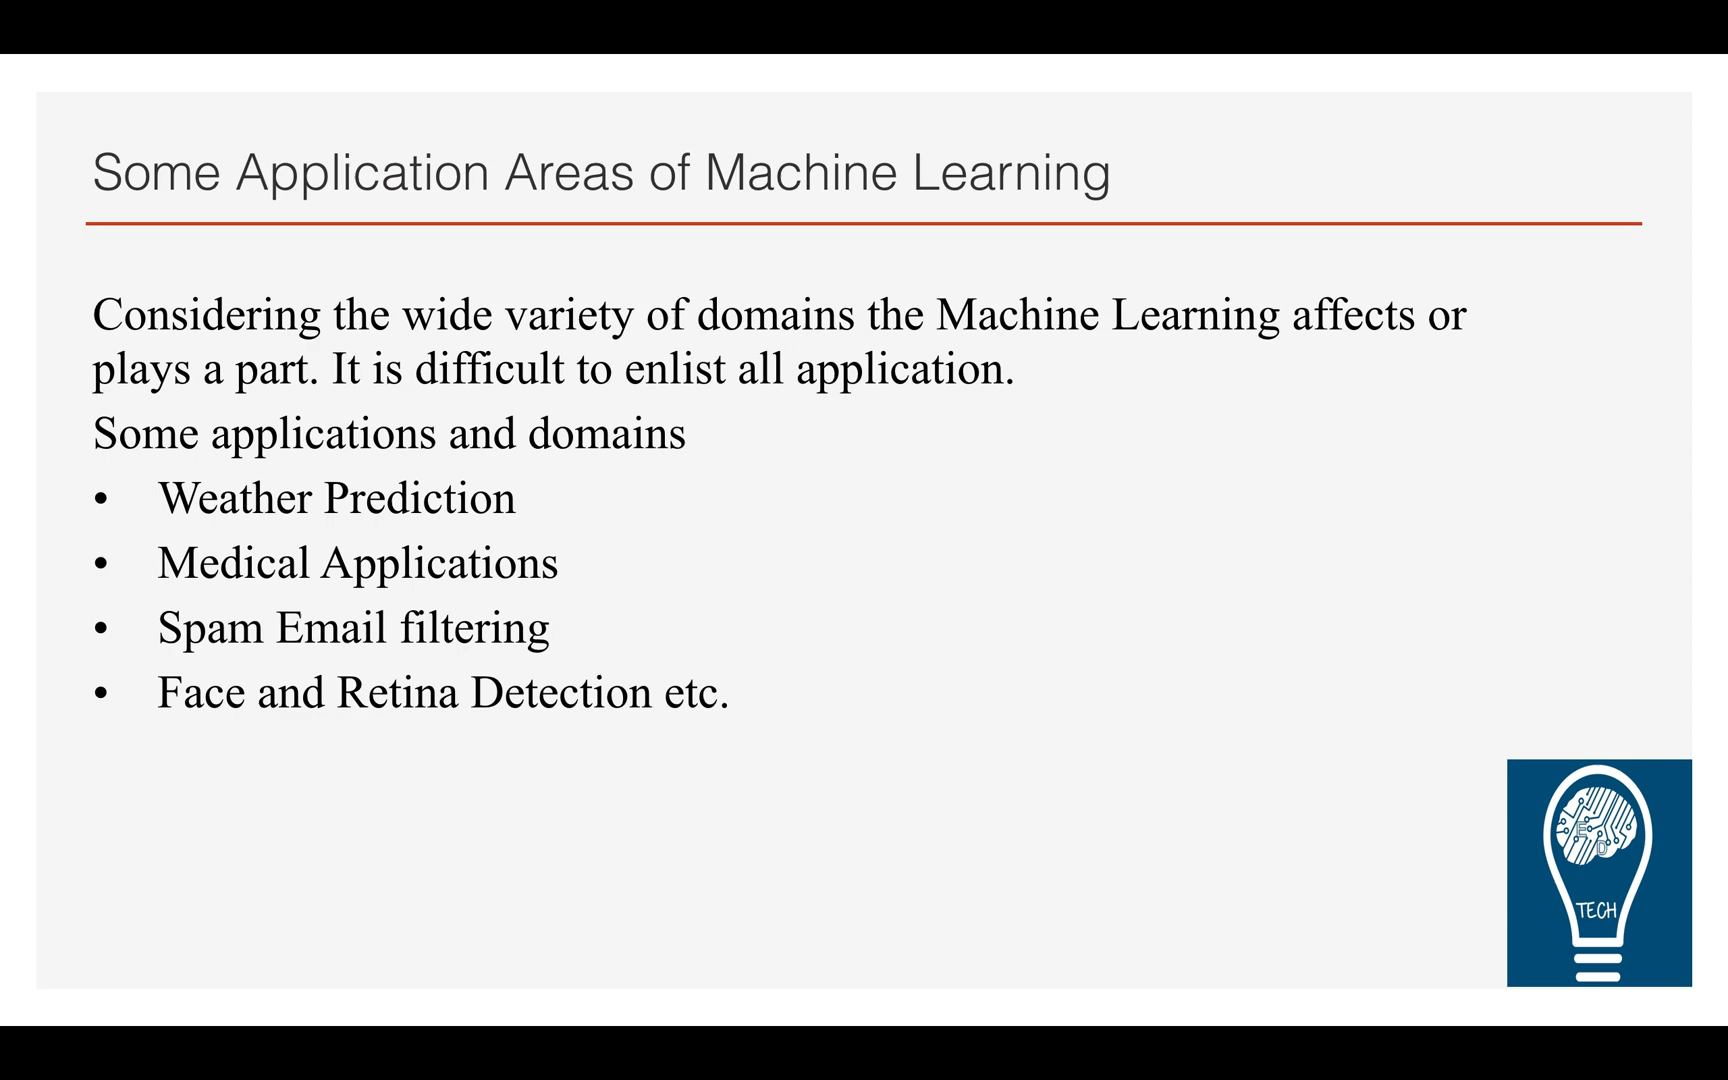 Some Application Areas of Machine Learning
Considering the wide variety of domains the Machine Learning affects or
plays a part. It is difficult to enlist all application.
Some applications and domains
• Weather Prediction
• Medical Applications
• Spam Email filtering
• Face and Retina Detection etc.
E
D
TECH